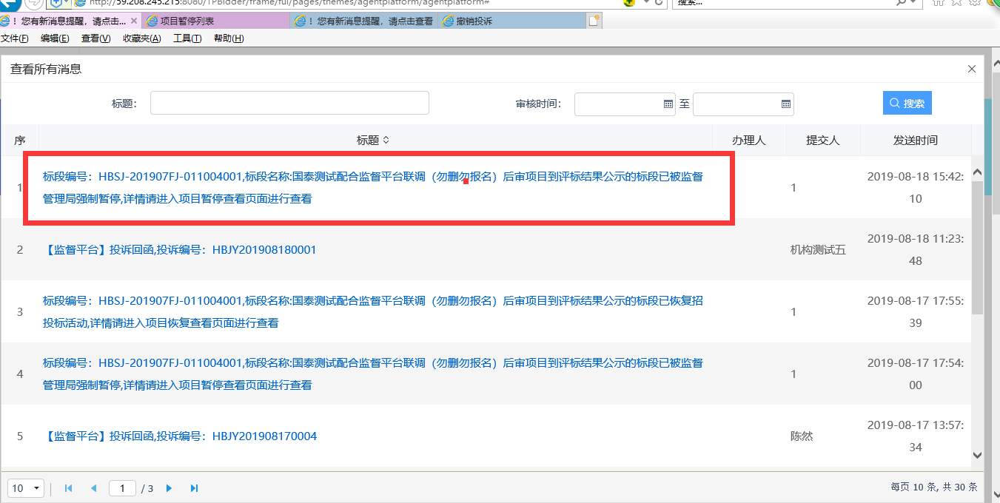 http://59.208.245.215:8080/TPBidder/frame/fui/pages/themes/agentplatform/agentplatform#
搜索...
！您有新消息提醒，请点击...
项目暂停列表
！您有新消息提醒，请点击查看
撤销投诉
文件(F) 编辑(E) 查看(V) 收藏夹(A) 工具(T) 帮助(H)
查看所有消息
标题：
审核时间：
至
搜索
序 标题 办理人 提交人 发送时间
1
标段编号：HBSJ-201907FJ-011004001,标段名称:国泰测试配合监督平台联调（勿删勿报名）后审项目到评标结果公示的标段已被监督
管理局强制暂停,详情请进入项目暂停查看页面进行查看
1
2019-08-18 15:42:
10
2
【监督平台】投诉回函,投诉编号：HBJY201908180001
机构测试五
2019-08-18 11:23:
48
3
标段编号：HBSJ-201907FJ-011004001,标段名称:国泰测试配合监督平台联调（勿删勿报名）后审项目到评标结果公示的标段已恢复招
投标活动,详情请进入项目恢复查看页面进行查看
1
2019-08-17 17:55:
39
4
标段编号：HBSJ-201907FJ-011004001,标段名称:国泰测试配合监督平台联调（勿删勿报名）后审项目到评标结果公示的标段已被监督
管理局强制暂停,详情请进入项目暂停查看页面进行查看
1
2019-08-17 17:54:
00
5
【监督平台】投诉回函,投诉编号：HBJY201908170004
陈然
2019-08-17 13:57:
34
10
1 / 3
每页 10 条, 共 30 条